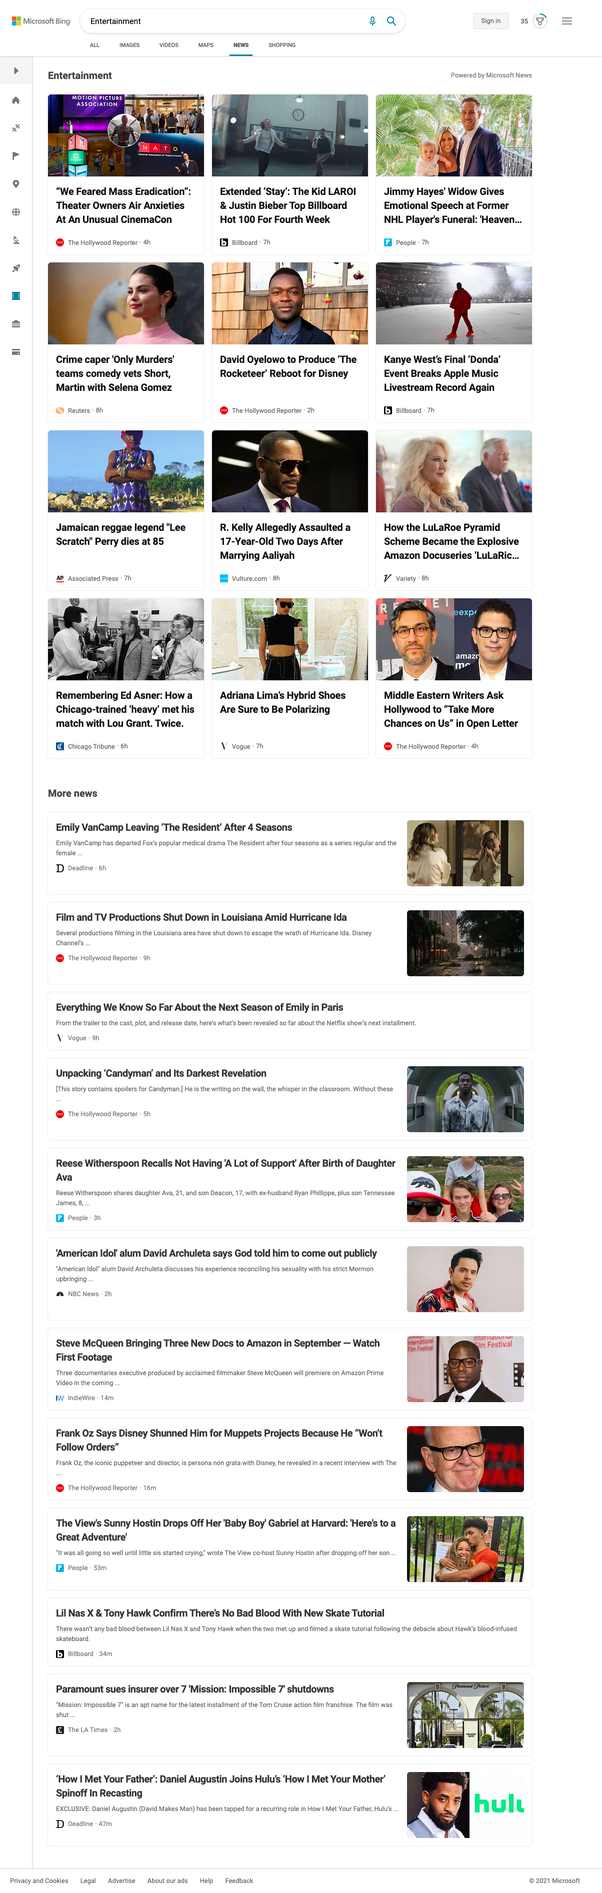 Microsoft Bing
Entertainment
Sign in
35
ALL IMAGES VIDEOS MAPS NEWS SHOPPING
Entertainment
Powered by Microsoft News
MOTION PICTURE
ASSOCIATION
NATO
"We Feared Mass Eradication":
Theater Owners Air Anxieties
At An Unusual CinemaCon
The Hollywood Reporter · 4h
Extended 'Stay': The Kid LAROI
& Justin Bieber Top Billboard
Hot 100 For Fourth Week
Billboard · 7h
Jimmy Hayes' Widow Gives
Emotional Speech at Former
NHL Player's Funeral: 'Heaven...
People · 7h
Crime caper 'Only Murders'
teams comedy vets Short,
Martin with Selena Gomez
Reuters · 8h
David Oyelowo to Produce 'The
Rocketeer' Reboot for Disney
The Hollywood Reporter · 2h
Kanye West's Final 'Donda'
Event Breaks Apple Music
Livestream Record Again
Billboard · 7h
Jamaican reggae legend "Lee
Scratch" Perry dies at 85
AP Associated Press · 7h
R. Kelly Allegedly Assaulted a
17-Year-Old Two Days After
Marrying Aaliyah
Vulture.com · 8h
How the LuLaRoe Pyramid
Scheme Became the Explosive
Amazon Docuseries 'LuLaRic...
Variety · 8h
Remembering Ed Asner: How a
Chicago-trained 'heavy' met his
match with Lou Grant. Twice.
Chicago Tribune · 6h
Adriana Lima's Hybrid Shoes
Are Sure to Be Polarizing
Vogue · 7h
Middle Eastern Writers Ask
Hollywood to "Take More
Chances on Us" in Open Letter
The Hollywood Reporter · 4h
More news
Emily VanCamp Leaving 'The Resident' After 4 Seasons
Emily VanCamp has departed Fox's popular medical drama The Resident after four seasons as a series regular and the
female ...
Deadline · 6h
Film and TV Productions Shut Down in Louisiana Amid Hurricane Ida
Several productions filming in the Louisiana area have shut down to escape the wrath of Hurricane Ida. Disney
Channel's ...
The Hollywood Reporter · 9h
Everything We Know So Far About the Next Season of Emily in Paris
From the trailer to the cast, plot, and release date, here's what's been revealed so far about the Netflix show's next installment.
Vogue · 9h
Unpacking 'Candyman' and Its Darkest Revelation
[This story contains spoilers for Candyman.] He is the writing on the wall, the whisper in the classroom. Without these
...
The Hollywood Reporter · 5h
Reese Witherspoon Recalls Not Having 'A Lot of Support' After Birth of Daughter
Ava
Reese Witherspoon shares daughter Ava, 21, and son Deacon, 17, with ex-husband Ryan Phillippe, plus son Tennessee
James, 8, ...
People · 3h
'American Idol' alum David Archuleta says God told him to come out publicly
"American Idol" alum David Archuleta discusses his experience reconciling his sexuality with his strict Mormon
upbringing ...
NBC News · 2h
Steve McQueen Bringing Three New Docs to Amazon in September — Watch
First Footage
Three documentaries executive produced by acclaimed filmmaker Steve McQueen will premiere on Amazon Prime
Video in the coming ...
IndieWire · 14m
Frank Oz Says Disney Shunned Him for Muppets Projects Because He "Won't
Follow Orders"
Frank Oz, the iconic puppeteer and director, is persona non grata with Disney, he revealed in a recent interview with The
...
The Hollywood Reporter · 16m
The View's Sunny Hostin Drops Off Her 'Baby Boy' Gabriel at Harvard: 'Here's to a
Great Adventure'
"It was all going so well until little sis started crying," wrote The View co-host Sunny Hostin after dropping off her son ...
People · 53m
Lil Nas X & Tony Hawk Confirm There's No Bad Blood With New Skate Tutorial
There wasn't any bad blood between Lil Nas X and Tony Hawk when the two met up and filmed a skate tutorial following the debacle about Hawk's blood-infused
skateboard.
Billboard · 34m
Paramount sues insurer over 7 'Mission: Impossible 7' shutdowns
"Mission: Impossible 7" is an apt name for the latest installment of the Tom Cruise action film franchise. The film was
shut ...
The LA Times · 2h
'How I Met Your Father': Daniel Augustin Joins Hulu's 'How I Met Your Mother'
Spinoff In Recasting
EXCLUSIVE: Daniel Augustin (David Makes Man) has been tapped for a recurring role in How I Met Your Father, Hulu's ...
Deadline · 47m
hulu
Privacy and Cookies Legal Advertise About our ads Help Feedback
© 2021 Microsoft